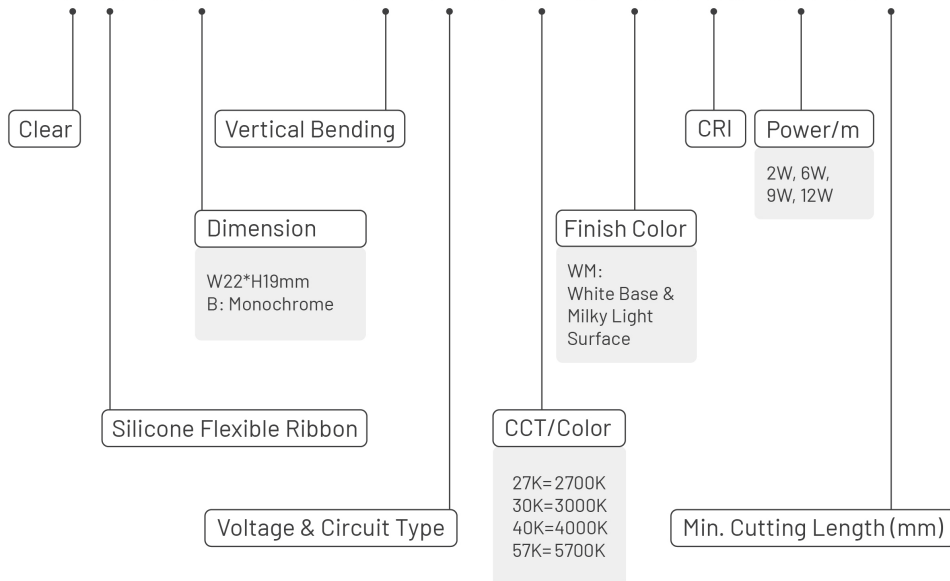 Clear
Vertical Bending
CRI
Power/m
2W, 6W,
9W, 12W
Dimension
W22*H19mm
B: Monochrome
Finish Color
WM:
White Base &
Milky Light
Surface
Silicone Flexible Ribbon
CCT/Color
27K=2700K
30K=3000K
40K=4000K
57K=5700K
Voltage & Circuit Type
Min. Cutting Length (mm)